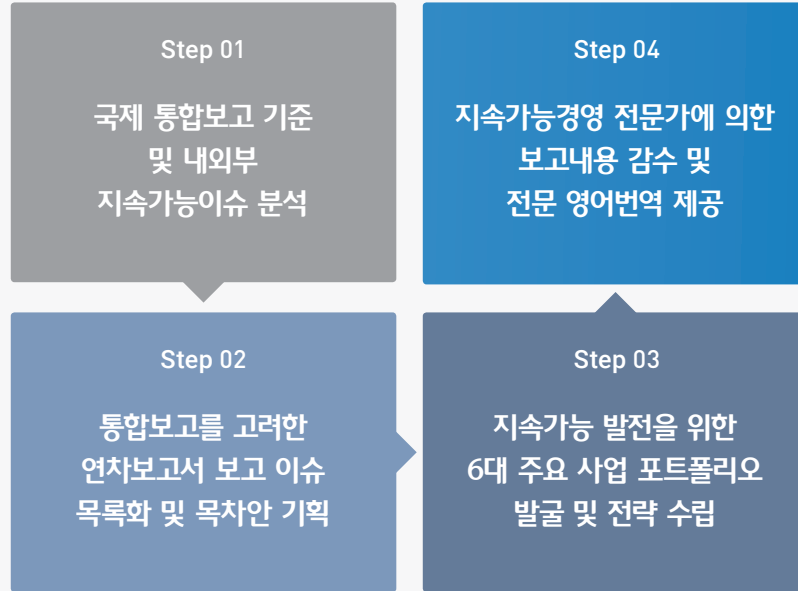 Step 01
국제 통합보고 기준
및 내외부
지속가능이슈 분석
Step 02
통합보고를 고려한
연차보고서 보고 이슈
목록화 및 목차안 기획
Step 03
지속가능 발전을 위한
6대 주요 사업 포트폴리오
발굴 및 전략 수립
Step 04
지속가능경영 전문가에 의한
보고내용 감수 및
전문 영어번역 제공